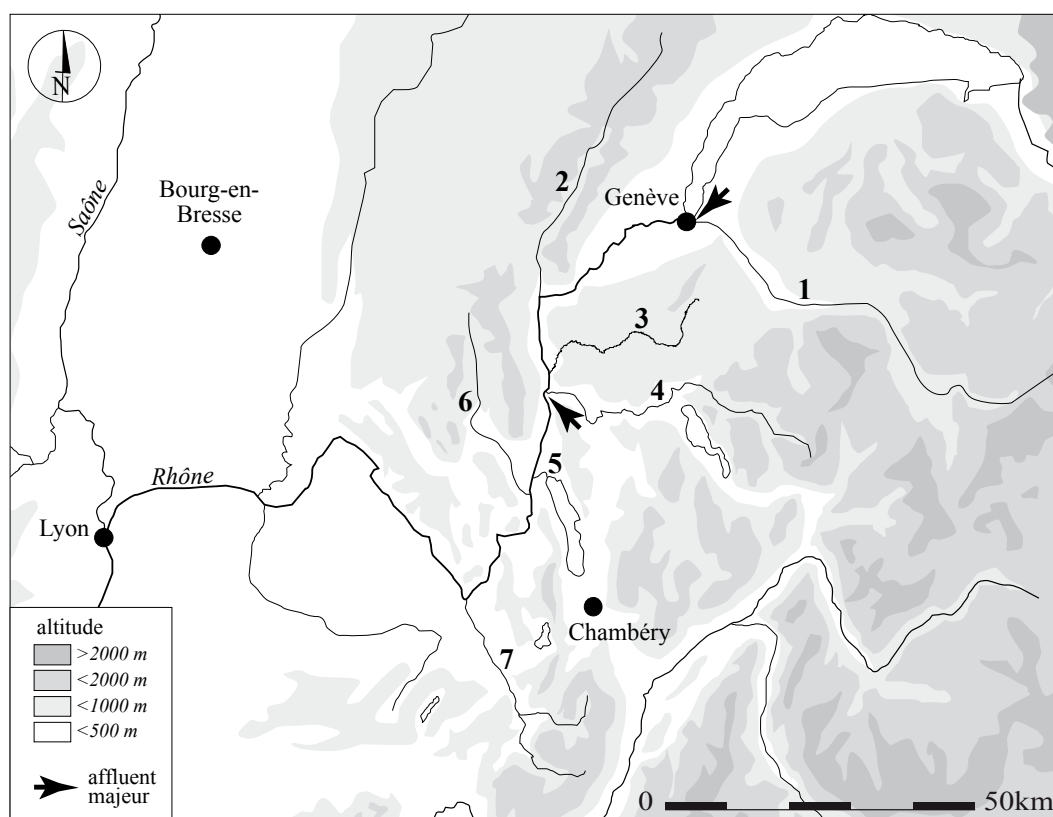 N
Saône
Bourg-en-
Bresse
2
Genève
1
3
4
6
5
Rhône
Lyon
Chambéry
7
altitude
>2000 m
<2000 m
<1000 m
<500 m
affluent
majeur
0
50km